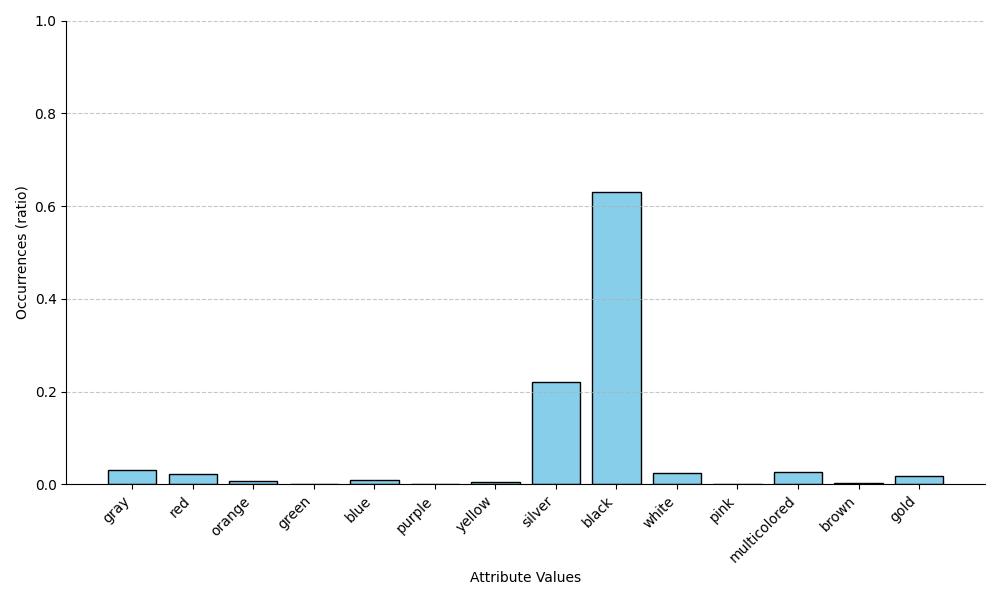 1.0
0.8
0.6
0.4
0.2
0.0
Occurrences (ratio)
gray
red
orange
green
blue
purple
yellow
silver
black
white
pink
multicolored
brown
gold
Attribute Values